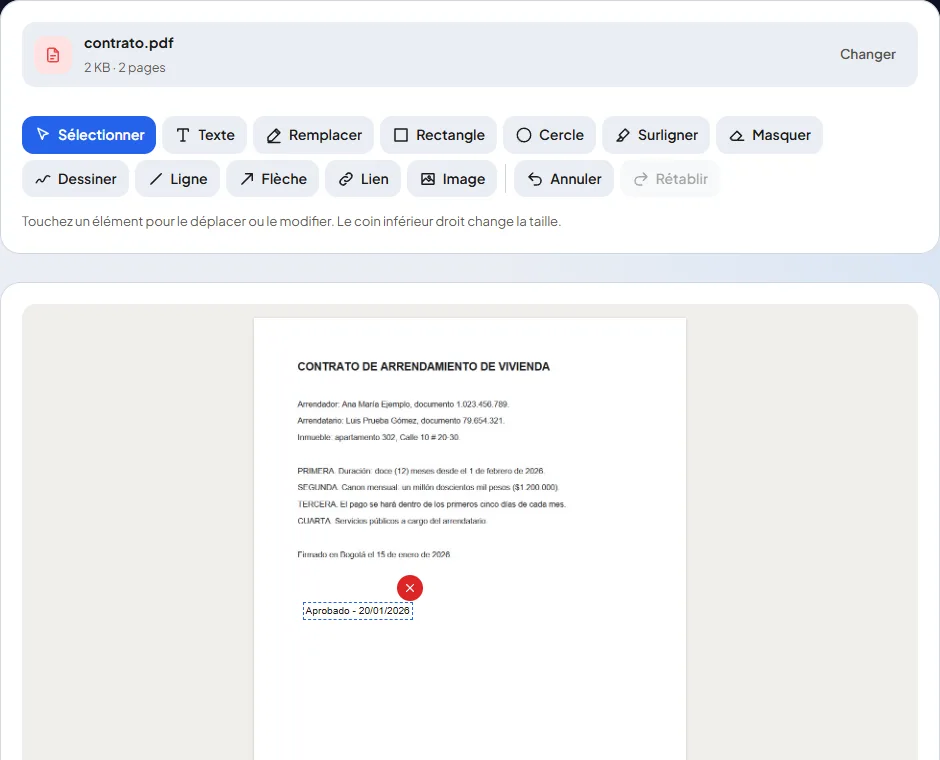 contrato.pdf
2 KB · 2 pages
Changer
Sélectionner
Texte
Remplacer
Rectangle
Cercle
Surligner
Masquer
Dessiner
Ligne
Flèche
Lien
Image
Annuler
Rétablir
Touchez un élément pour le déplacer ou le modifier. Le coin inférieur droit change la taille.
CONTRATO DE ARRENDAMIENTO DE VIVIENDA
Arrendador: Ana María Ejemplo, documento 1.023.456.789.
Arrendatario: Luis Prueba Gómez, documento 79.654.321.
Inmueble: apartamento 302, Calle 10 # 20-30.
PRIMERA. Duración: doce (12) meses desde el 1 de febrero de 2026.
SEGUNDA. Canon mensual: un millón doscientos mil pesos ($1.200.000).
TERCERA. El pago se hará dentro de los primeros cinco días de cada mes.
CUARTA. Servicios públicos a cargo del arrendatario.
Firmado en Bogotá el 15 de enero de 2026.
Aprobado - 20/01/2026